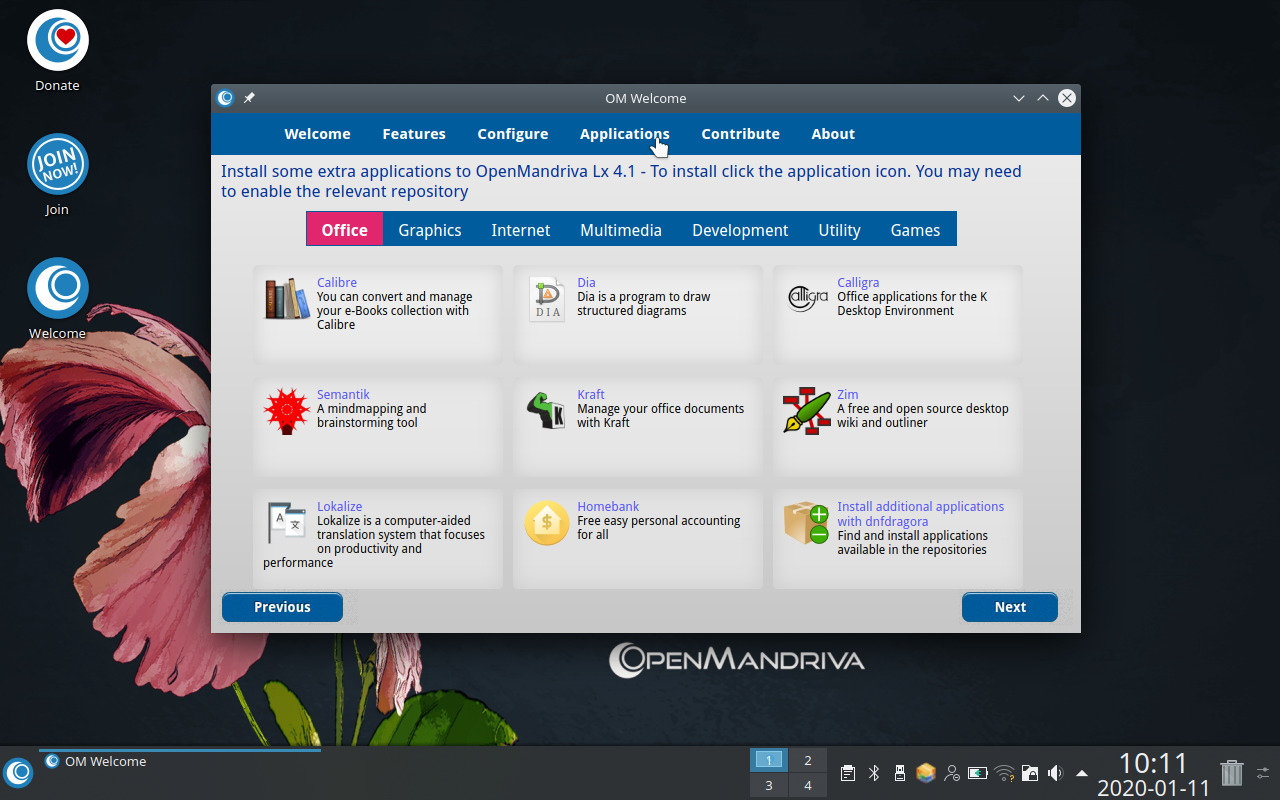 Donate
JOIN
NOW!
Join
Welcome
OM Welcome
Welcome Features Configure Applications Contribute About
Install some extra applications to OpenMandriva Lx 4.1 - To install click the application icon. You may need
to enable the relevant repository
Office Graphics Internet Multimedia Development Utility Games
Calibre
You can convert and manage
your e-Books collection with
Calibre
DIA
Dia
Dia is a program to draw
structured diagrams
Calligra
Calligra
Office applications for the K
Desktop Environment
Semantik
A mindmapping and
brainstorming tool
K
Kraft
Manage your office documents
with Kraft
Zim
A free and open source desktop
wiki and outliner
A 文
Lokalize
Lokalize is a computer-aided
translation system that focuses
on productivity and
performance
$
Homebank
Free easy personal accounting
for all
Install additional applications
with dnfdragora
Find and install applications
available in the repositories
Previous
Next
OPENMANDRIVA
OM Welcome
1 2
3 4
10:11
2020-01-11